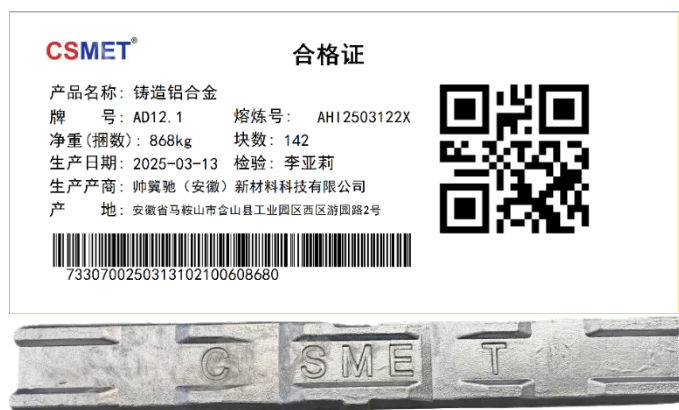 CSMET®
合格证
产品名称：铸造铝合金
牌 号：AD12.1 熔炼号： AHI2503122X
净重(捆数)：868kg 块数：142
生产日期：2025-03-13 检验：李亚莉
生产产商：帅翼驰（安徽）新材料科技有限公司
产 地：安徽省马鞍山市含山县工业园区西区游园路2号
7330700250313102100608680
CSMET